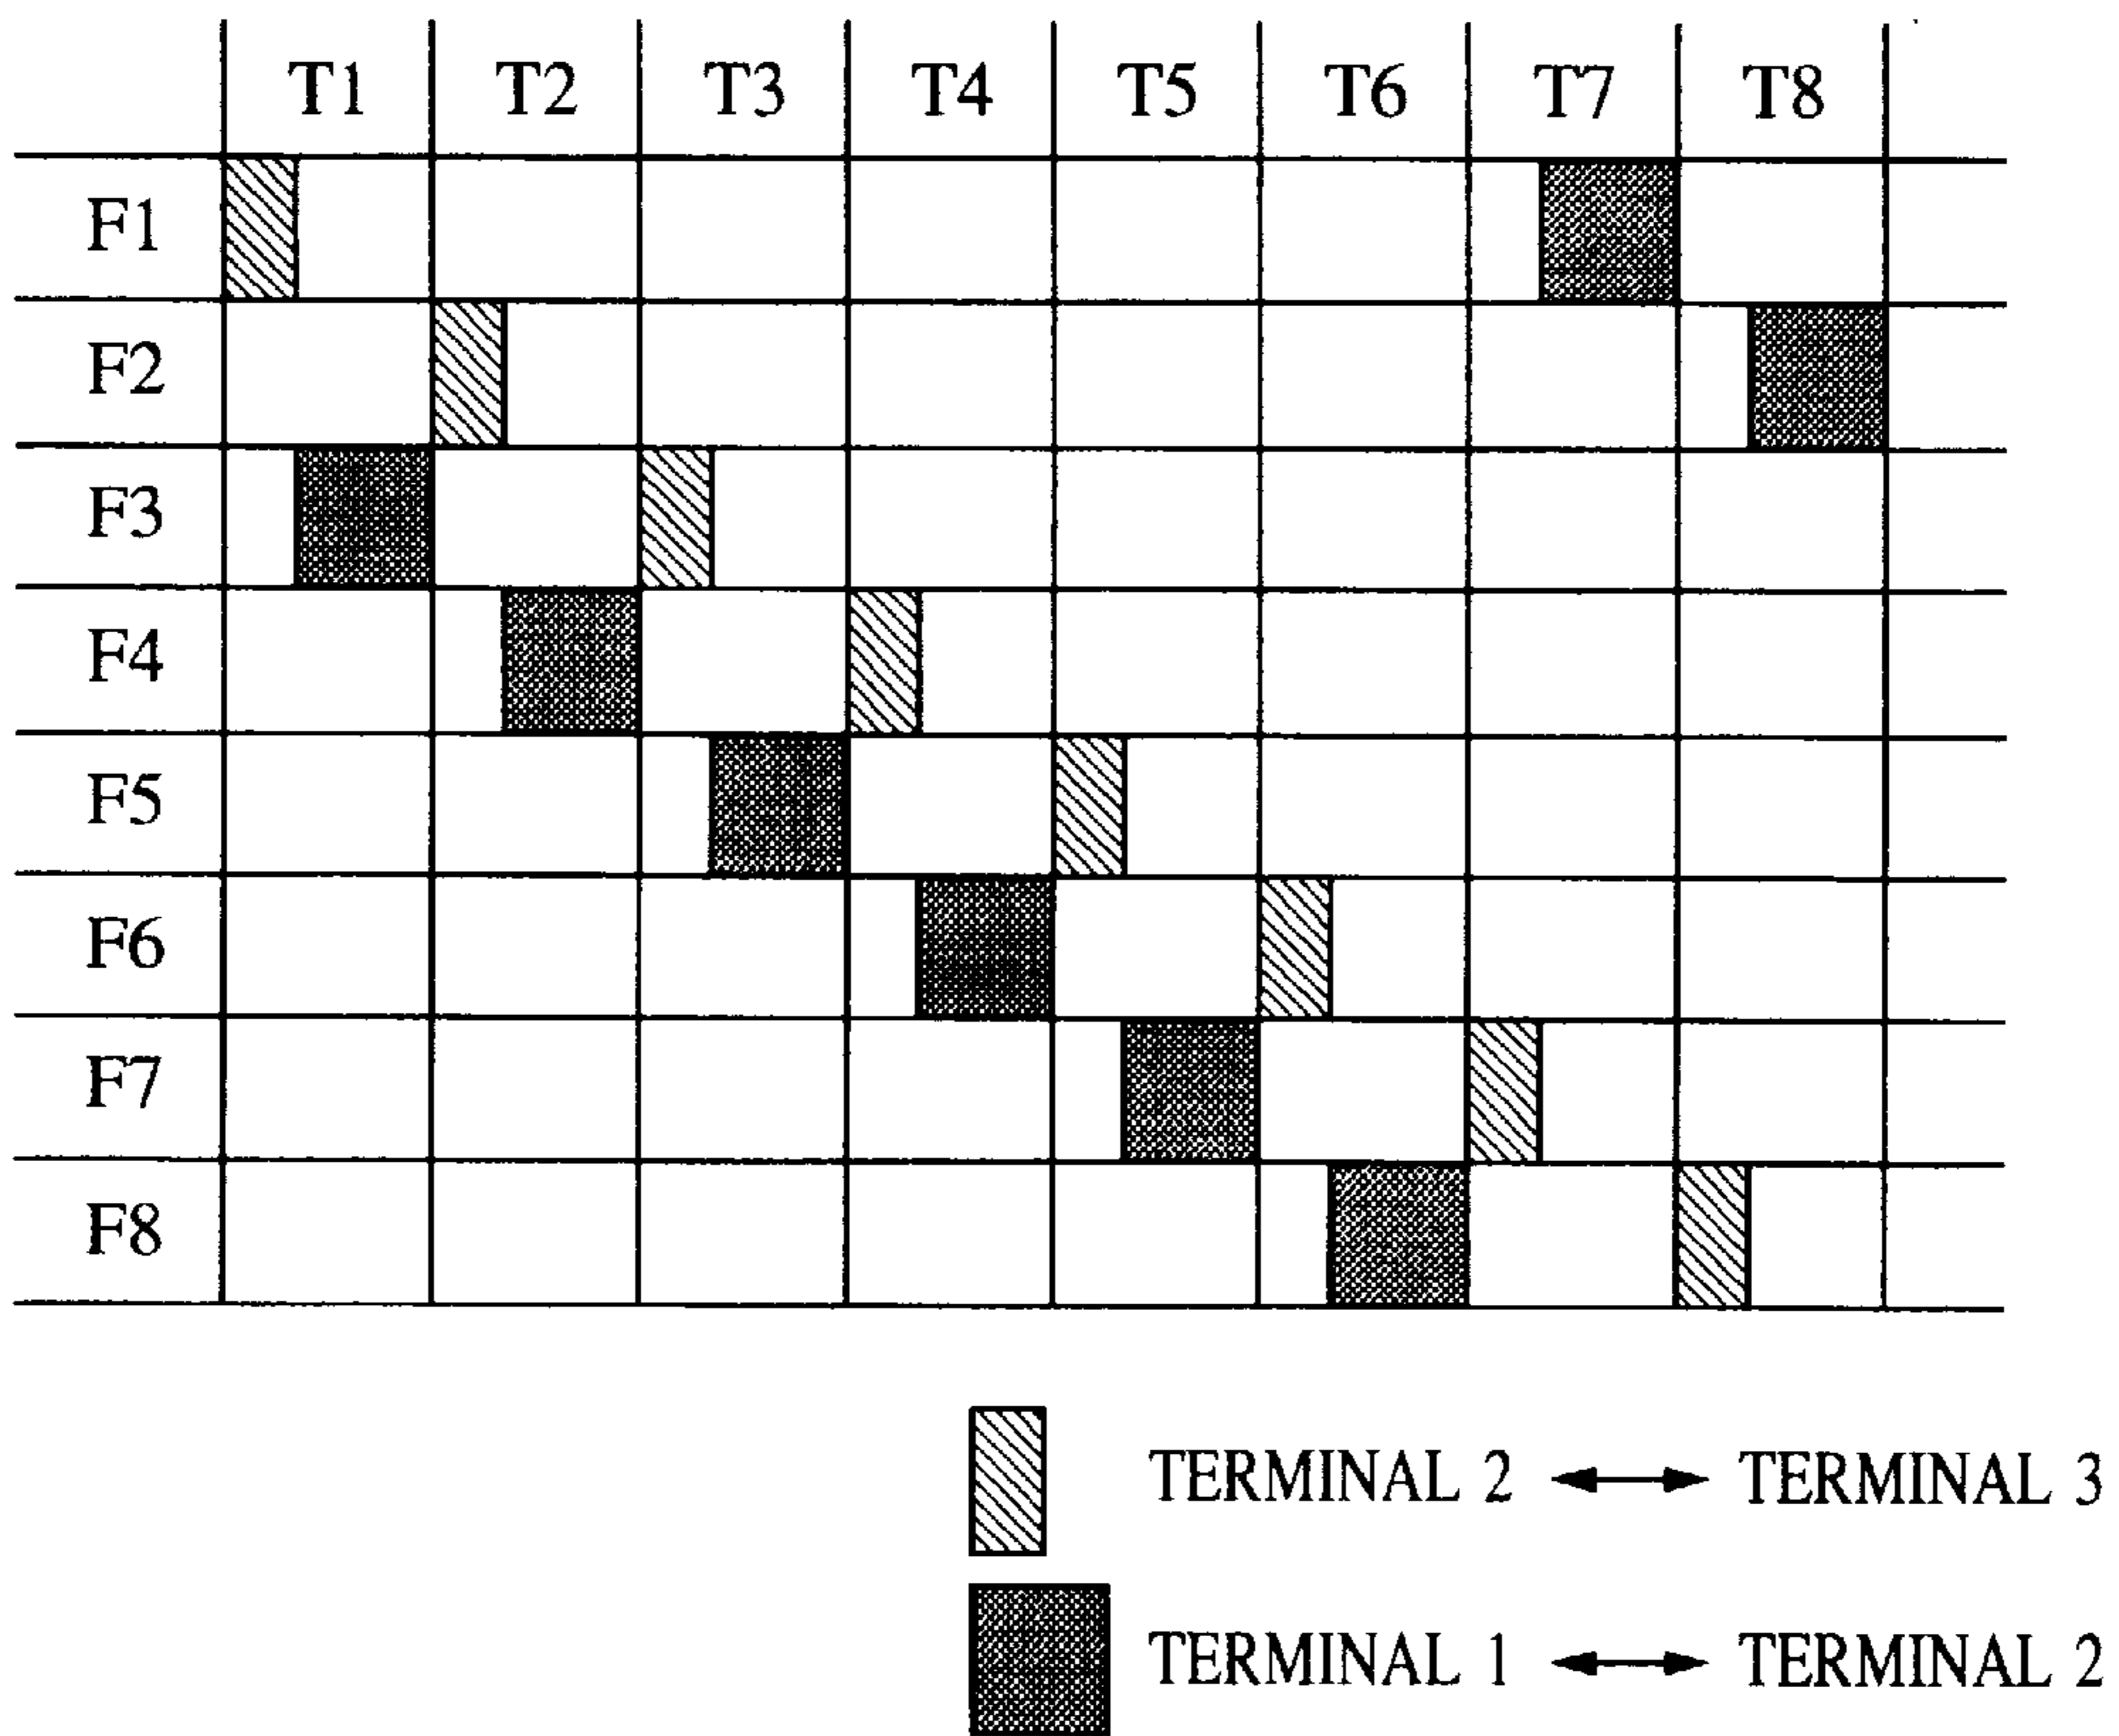 T1 T2 T3 T4 T5 T6 T7 T8
F1
F2
F3
F4
F5
F6
F7
F8
TERMINAL 2 ◄─► TERMINAL 3
TERMINAL 1 ◄─► TERMINAL 2